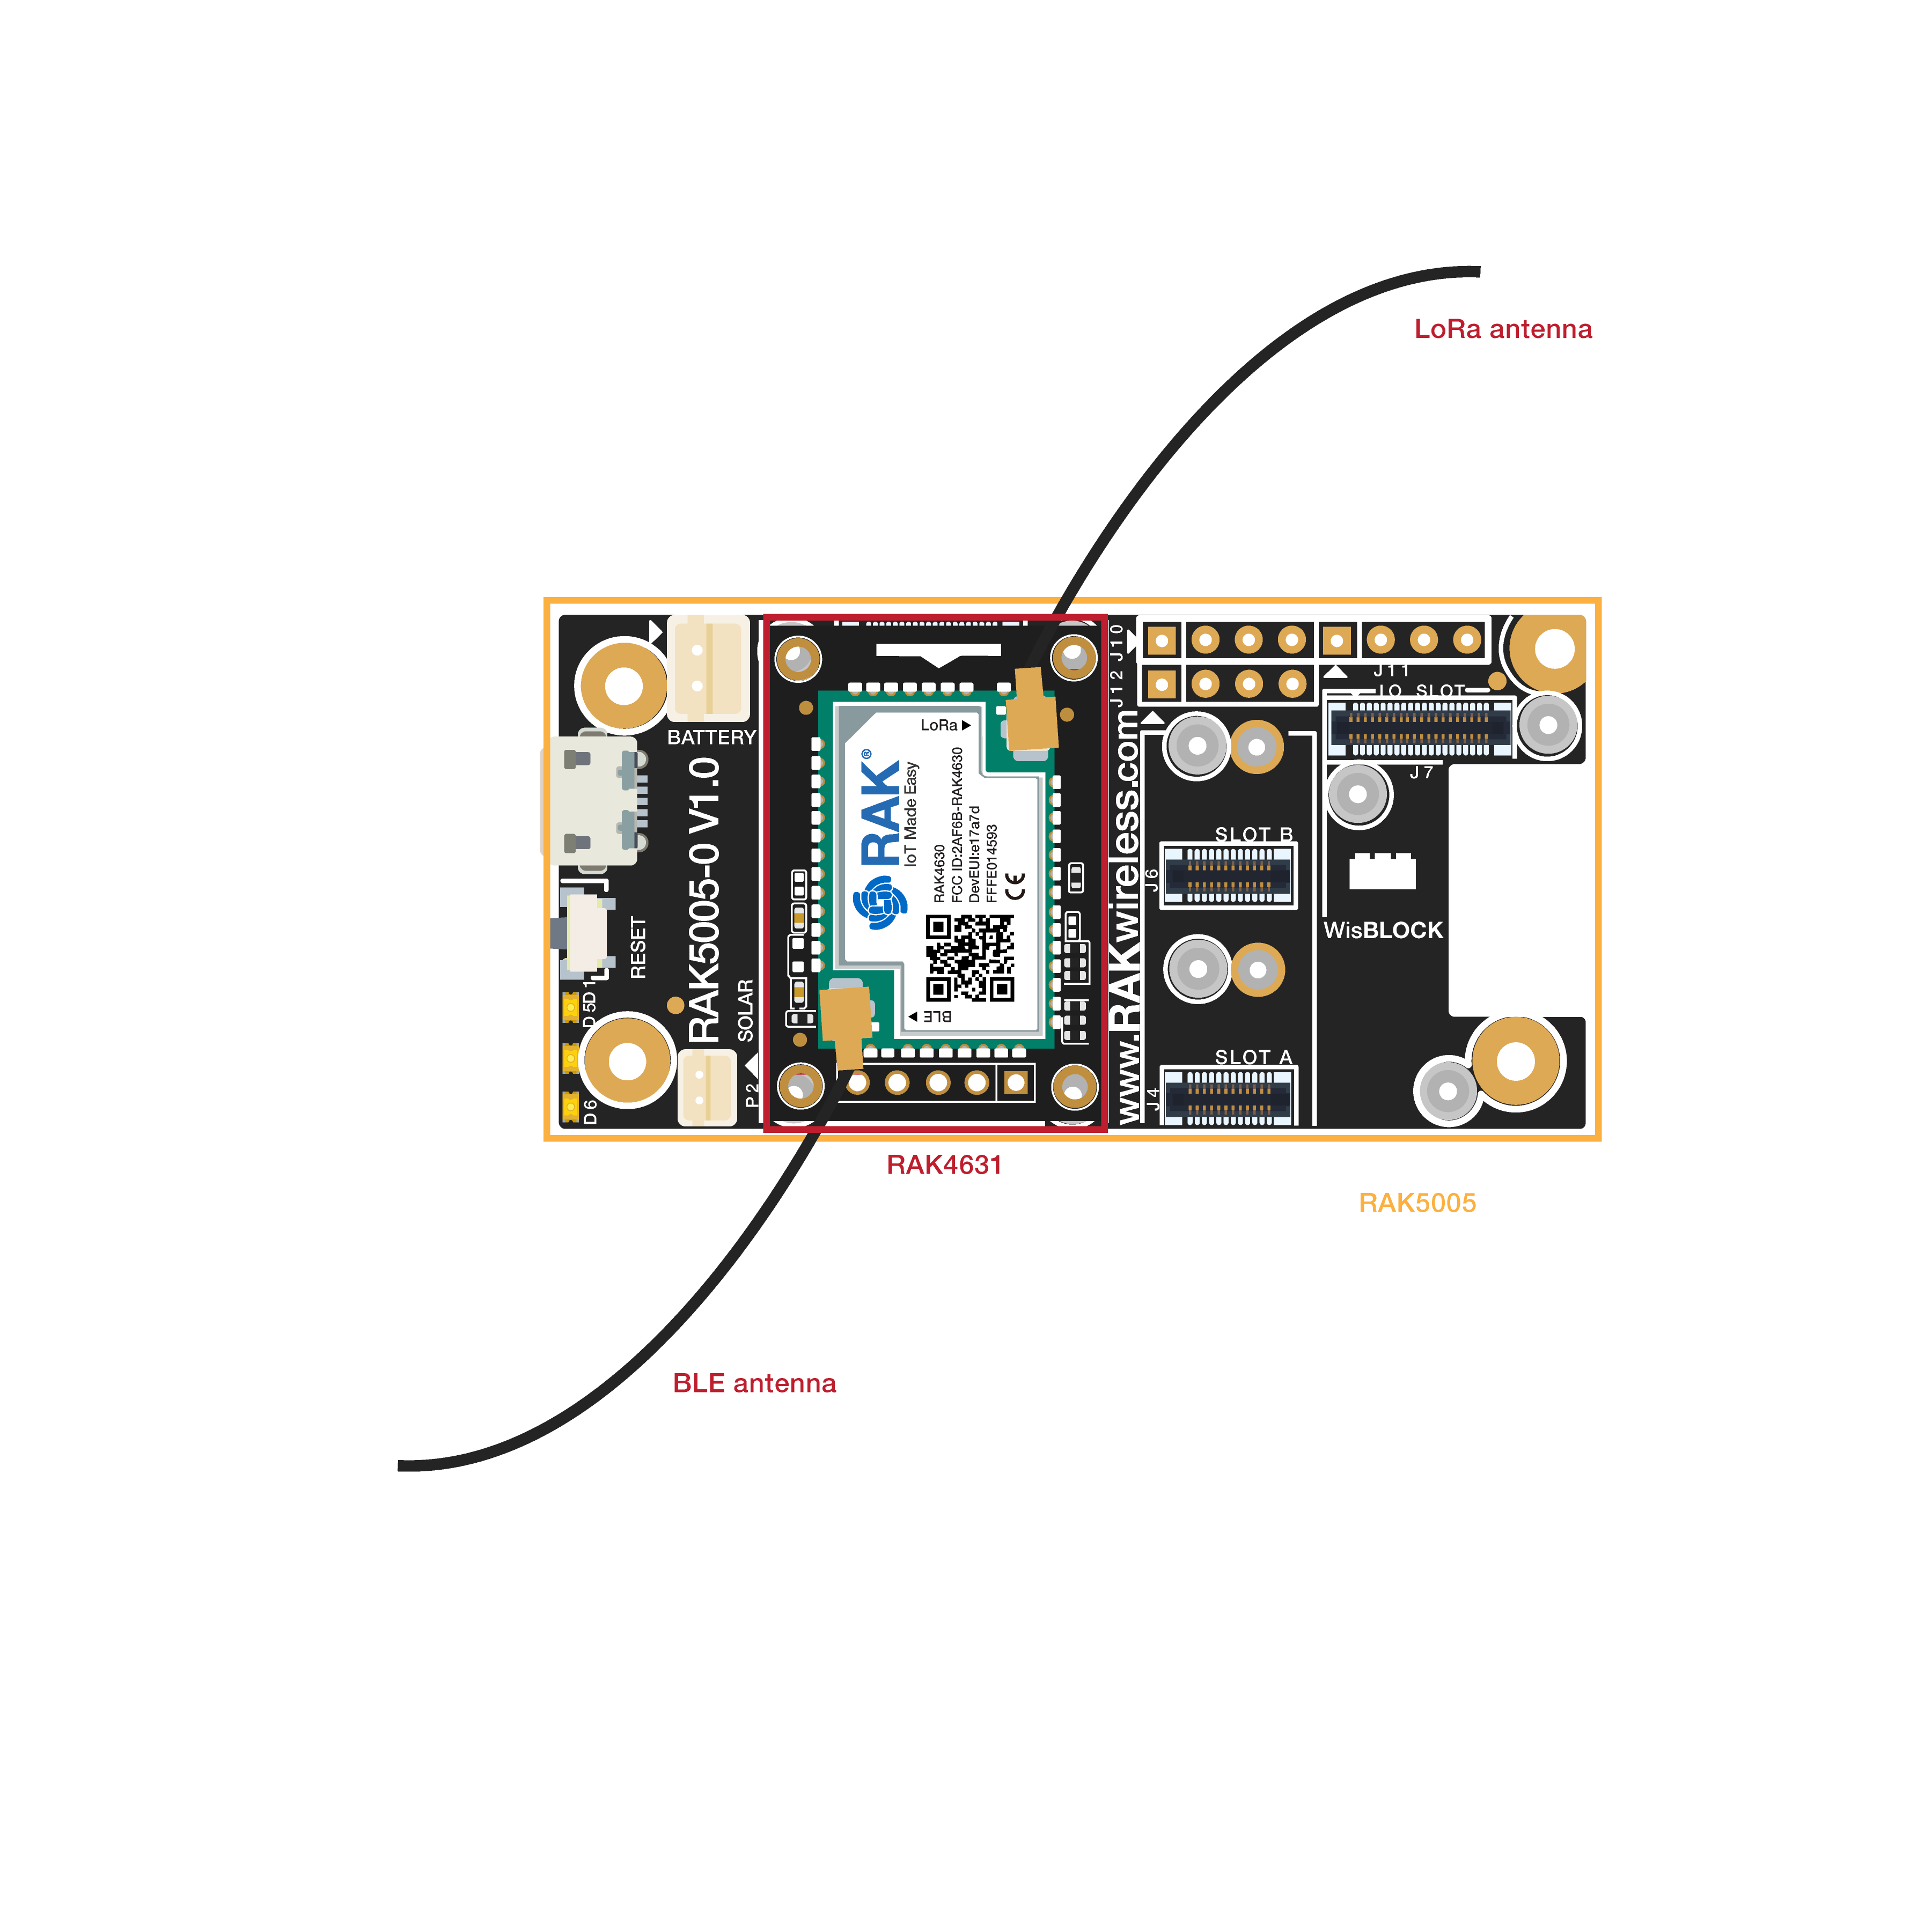 LoRa antenna
J10
J12
J11
IO SLOT
BATTERY
LoRa
J7
RAK5005-0 V1.0
RAK®
IoT Made Easy
RAK4630
FCC ID:2AF6B-RAK4630
DevEUI:e17a7d
FFFE014593
CE
www.RAKwireless.com
SLOT B
J6
WisBLOCK
RESET
D1
D5
SOLAR
BLE
SLOT A
J4
P2
D6
RAK4631
RAK5005
BLE antenna